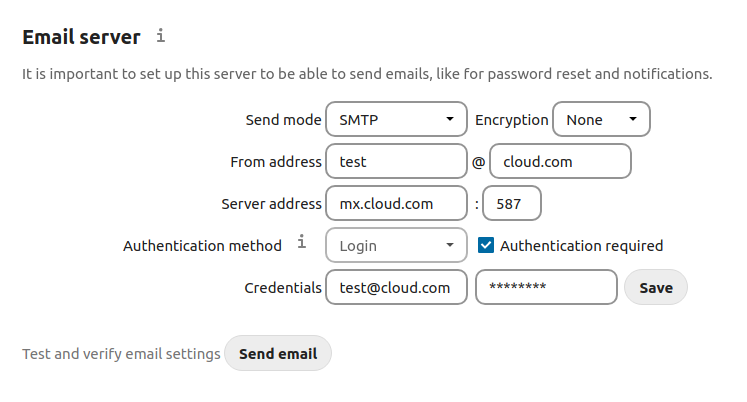 Email server i
It is important to set up this server to be able to send emails, like for password reset and notifications.
Send mode SMTP Encryption None
From address test @ cloud.com
Server address mx.cloud.com : 587
Authentication method i Login Authentication required
Credentials test@cloud.com ******** Save
Test and verify email settings Send email